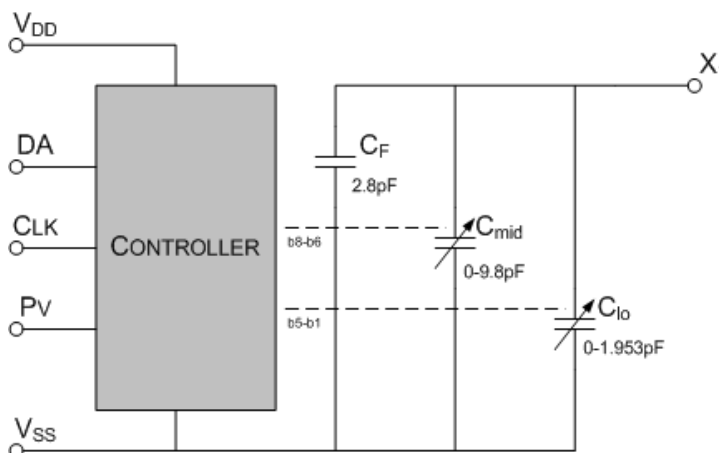 VDD
X
DA
CF
2.8pF
CLK
CONTROLLER
b8-b6
Cmid
0-9.8pF
PV
b5-b1
Clo
0-1.953pF
VSS